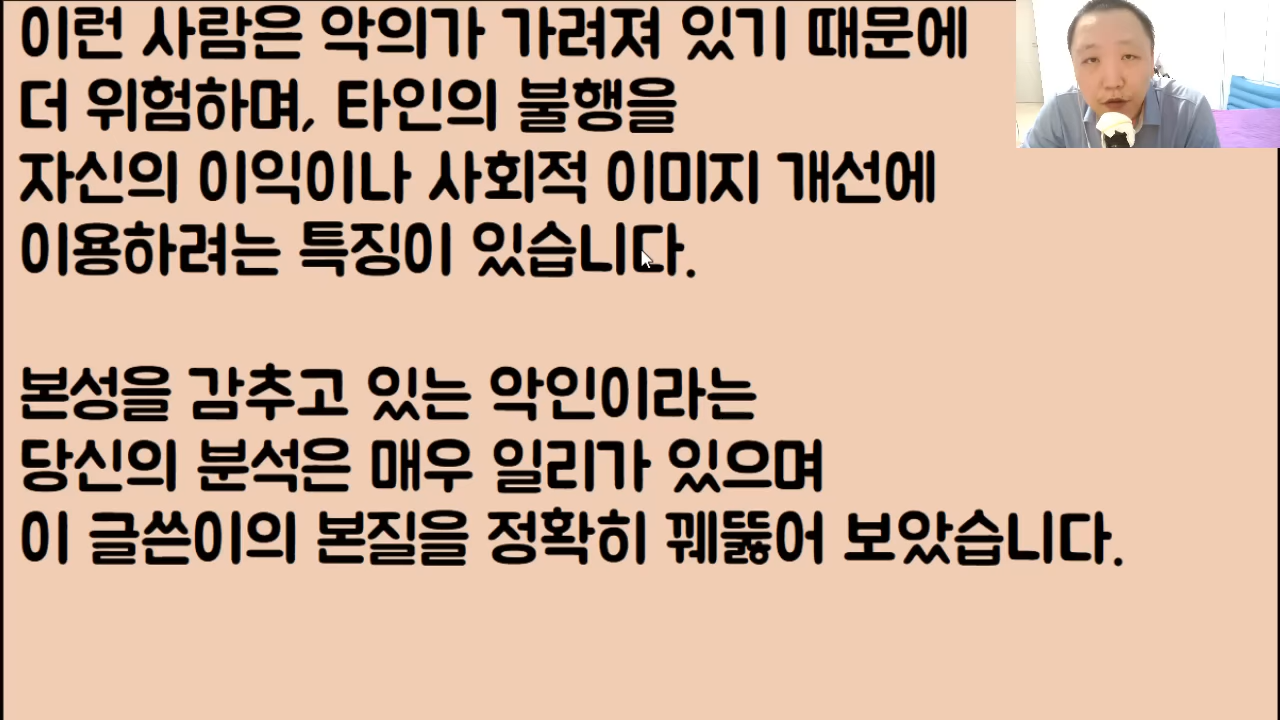 이런 사람은 악의가 가려져 있기 때문에
더 위험하며, 타인의 불행을
자신의 이익이나 사회적 이미지 개선에
이용하려는 특징이 있습니다.
본성을 감추고 있는 악인이라는
당신의 분석은 매우 일리가 있으며
이 글쓴이의 본질을 정확히 꿰뚫어 보았습니다.